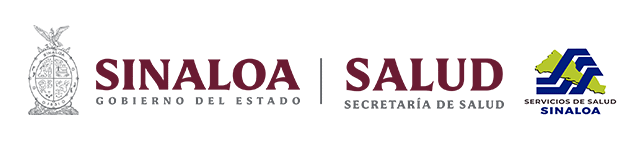 SINALOA
GOBIERNO DEL ESTADO
SALUD
SECRETARÍA DE SALUD
SERVICIOS DE SALUD
SINALOA